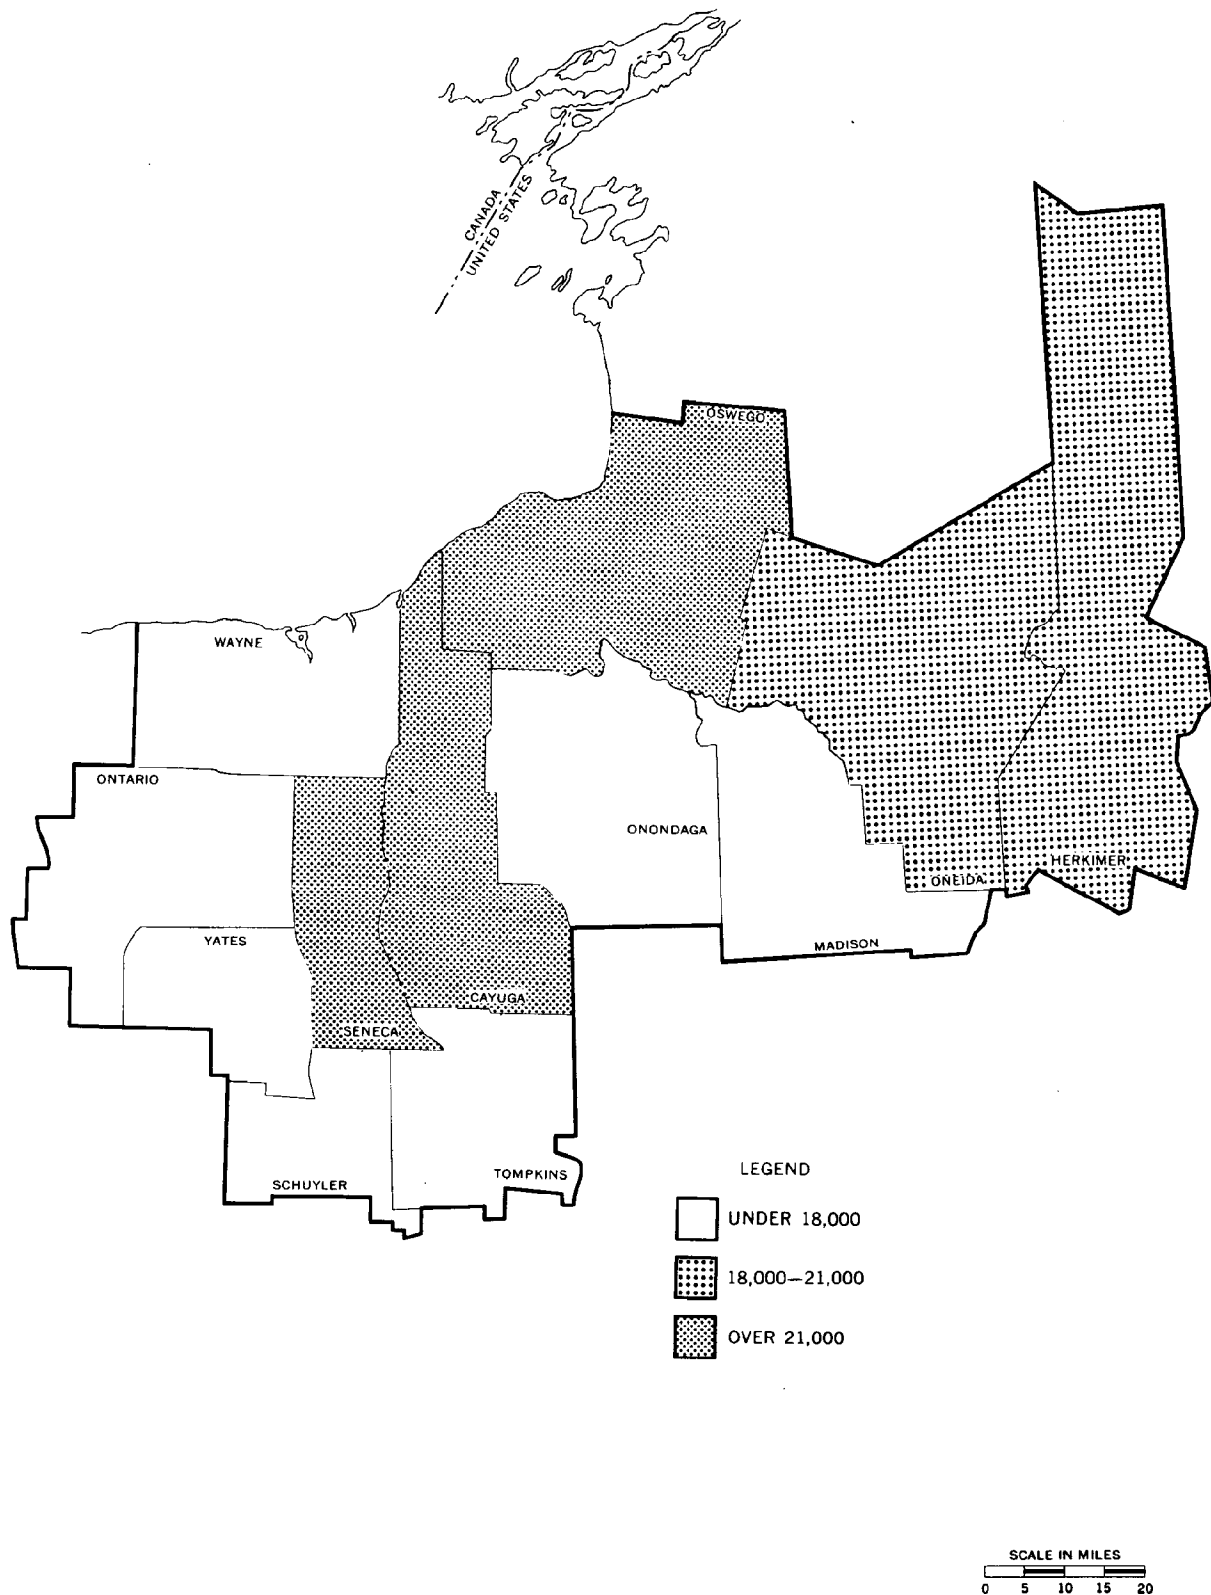 CANADA
UNITED STATES
OSWEGO
WAYNE
ONTARIO
ONONDAGA
HERKIMER
ONEIDA
YATES
MADISON
CAYUGA
SENECA
TOMPKINS
SCHUYLER
LEGEND
UNDER 18,000
18,000—21,000
OVER 21,000
SCALE IN MILES
0 5 10 15 20